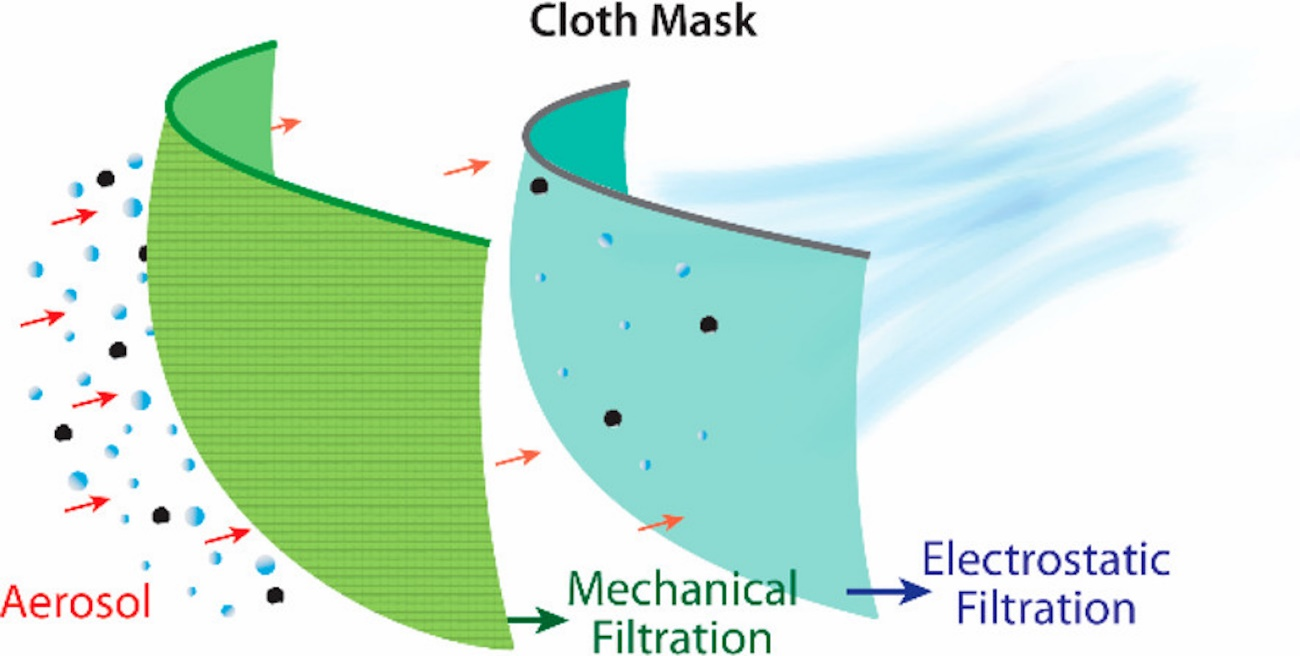 Cloth Mask
Aerosol
Mechanical
Filtration
Electrostatic
Filtration